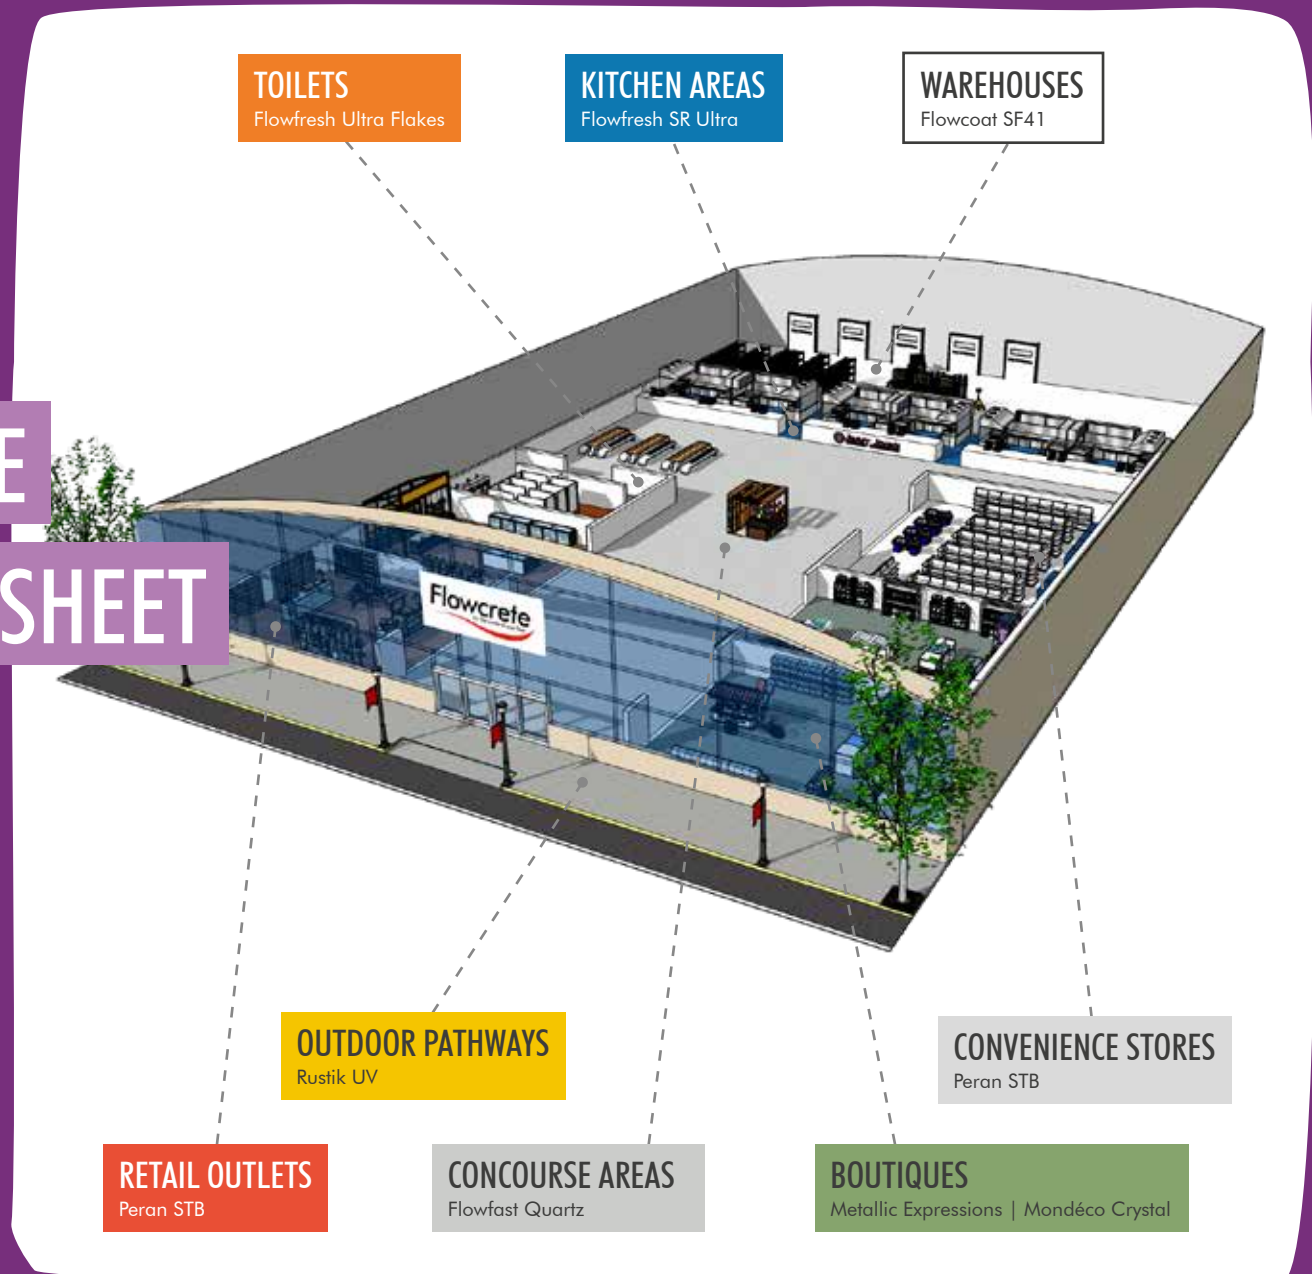 TOILETS
Flowfresh Ultra Flakes
KITCHEN AREAS
Flowfresh SR Ultra
WAREHOUSES
Flowcoat SF41
E
SHEET
Flowcrete
OUTDOOR PATHWAYS
Rustik UV
CONVENIENCE STORES
Peran STB
RETAIL OUTLETS
Peran STB
CONCOURSE AREAS
Flowfast Quartz
BOUTIQUES
Metallic Expressions | Mondéco Crystal